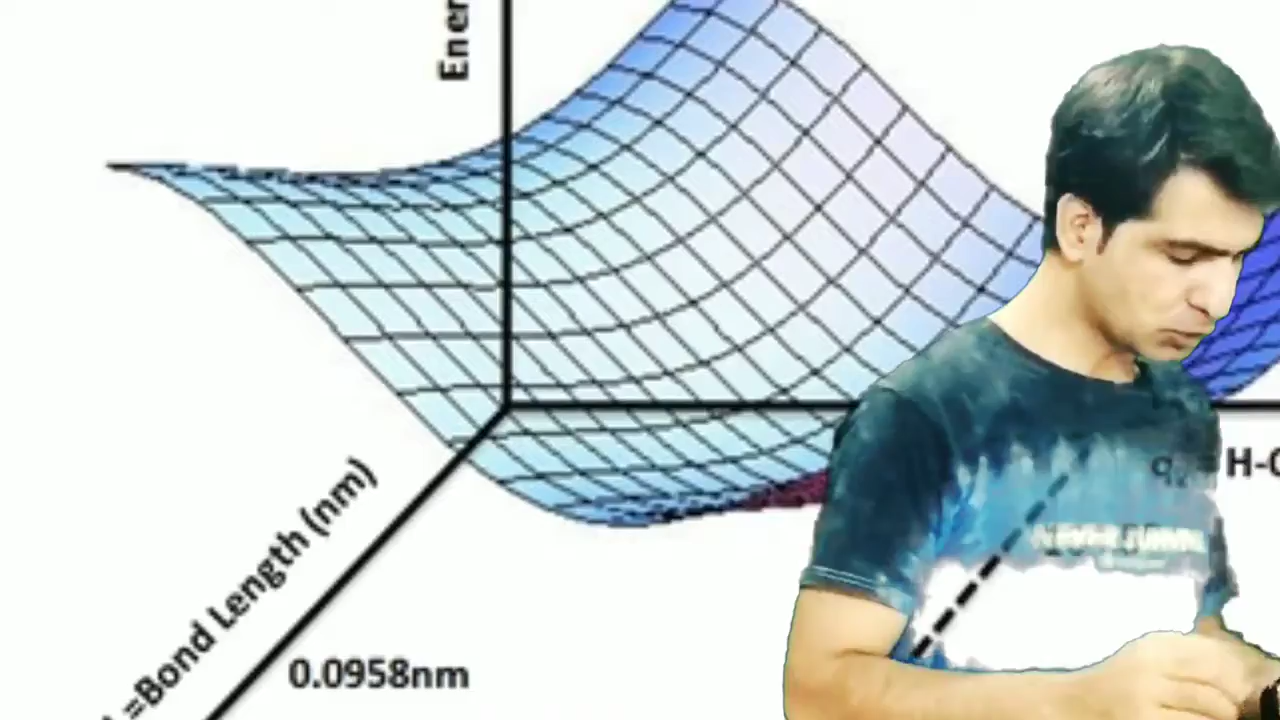 Ener
H-
=Bond Length (nm)
0.0958nm